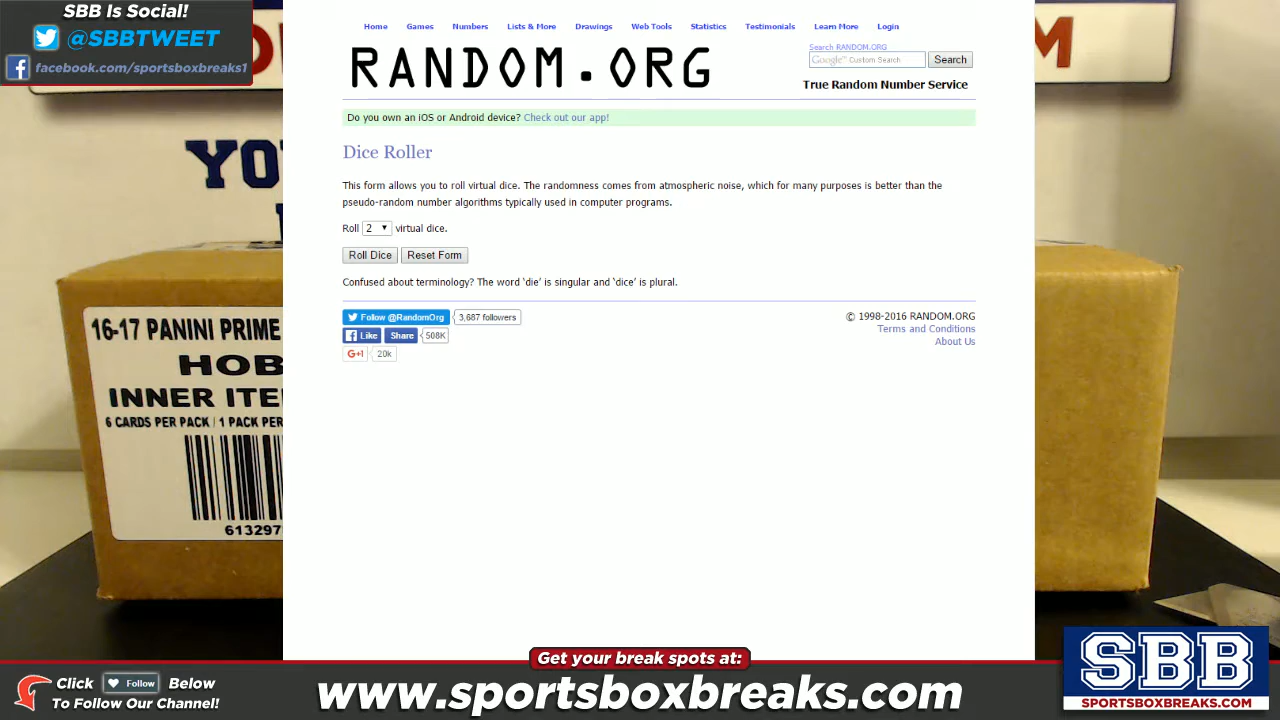 SBB Is Social!
@SBBTWEET
facebook.com/sportsboxbreaks1
Home Games Numbers Lists & More Drawings Web Tools Statistics Testimonials Learn More Login
RANDOM.ORG
Search RANDOM.ORG
Google™ Custom Search Search
True Random Number Service
Do you own an iOS or Android device? Check out our app!
Dice Roller
This form allows you to roll virtual dice. The randomness comes from atmospheric noise, which for many purposes is better than the
pseudo-random number algorithms typically used in computer programs.
Roll 2 virtual dice.
Roll Dice Reset Form
Confused about terminology? The word ‘die’ is singular and ‘dice’ is plural.
Follow @RandomOrg 3,687 followers
Like Share 508K
G+1 20k
© 1998-2016 RANDOM.ORG
Terms and Conditions
About Us
YO
16-17 PANINI PRIME
HOB
INNER ITE
6 CARDS PER PACK | 1 PACK PER
613297
Get your break spots at:
Click Follow Below
To Follow Our Channel!
www.sportsboxbreaks.com
SBB
SPORTSBOXBREAKS.COM